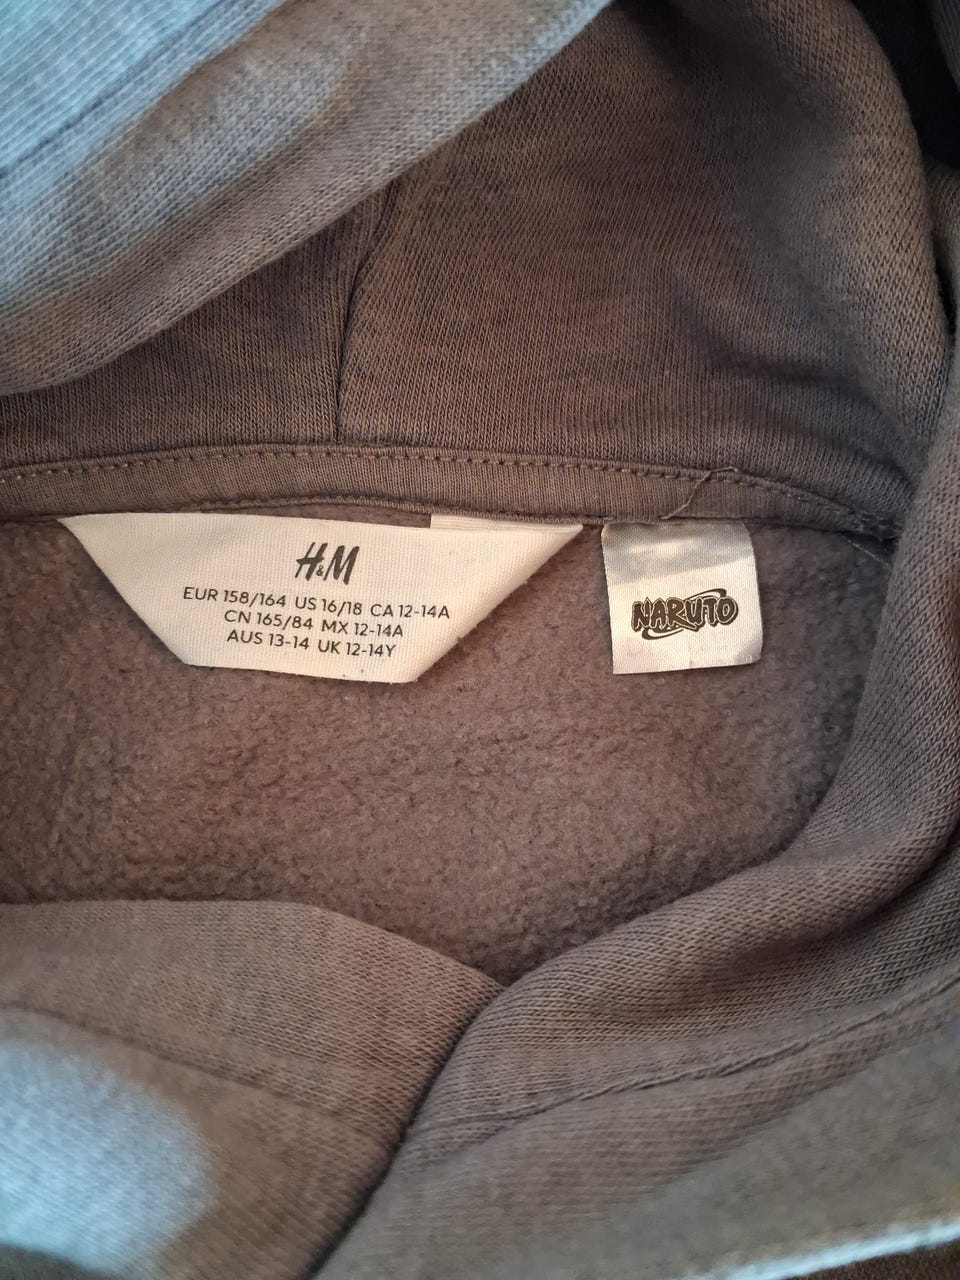 H&M
EUR 158/164 US 16/18 CA 12-14A
CN 165/84 MX 12-14A
AUS 13-14 UK 12-14Y
NARUTO